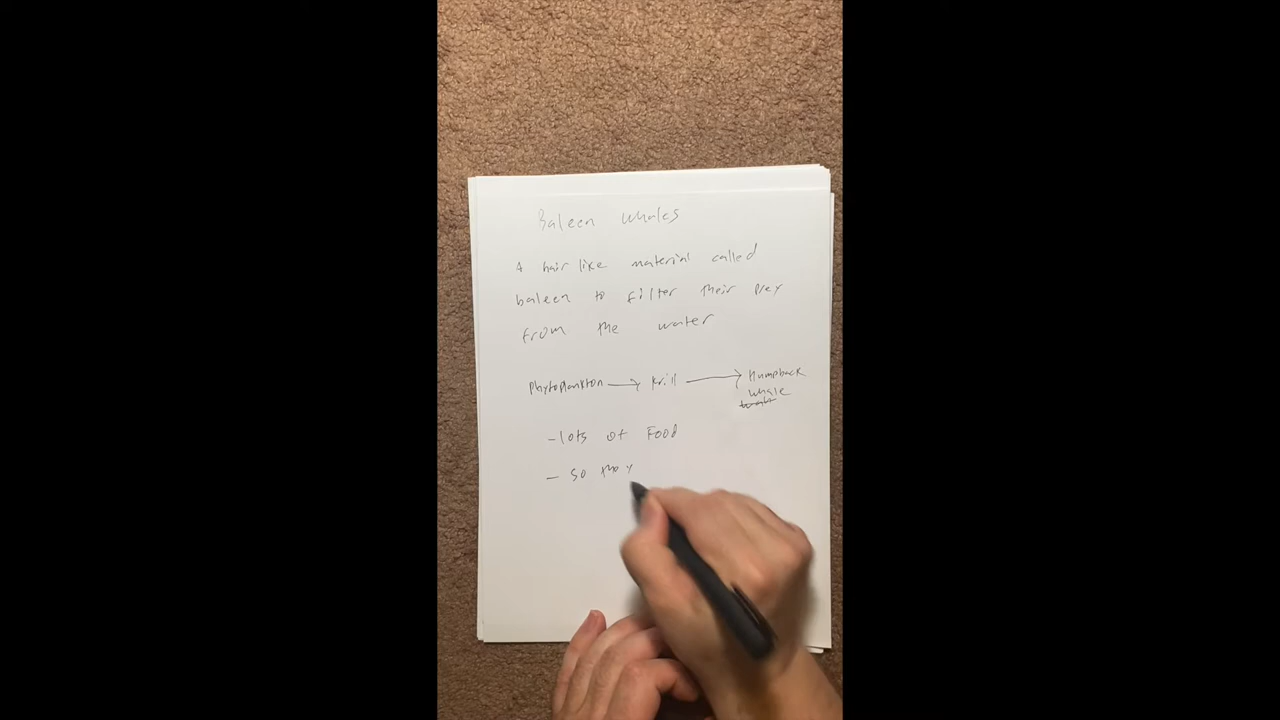 Baleen whales
A hair like material called
baleen to filter their prey
from the water
Phytoplankton → krill → Humpback
whale
- lots of Food
- so they